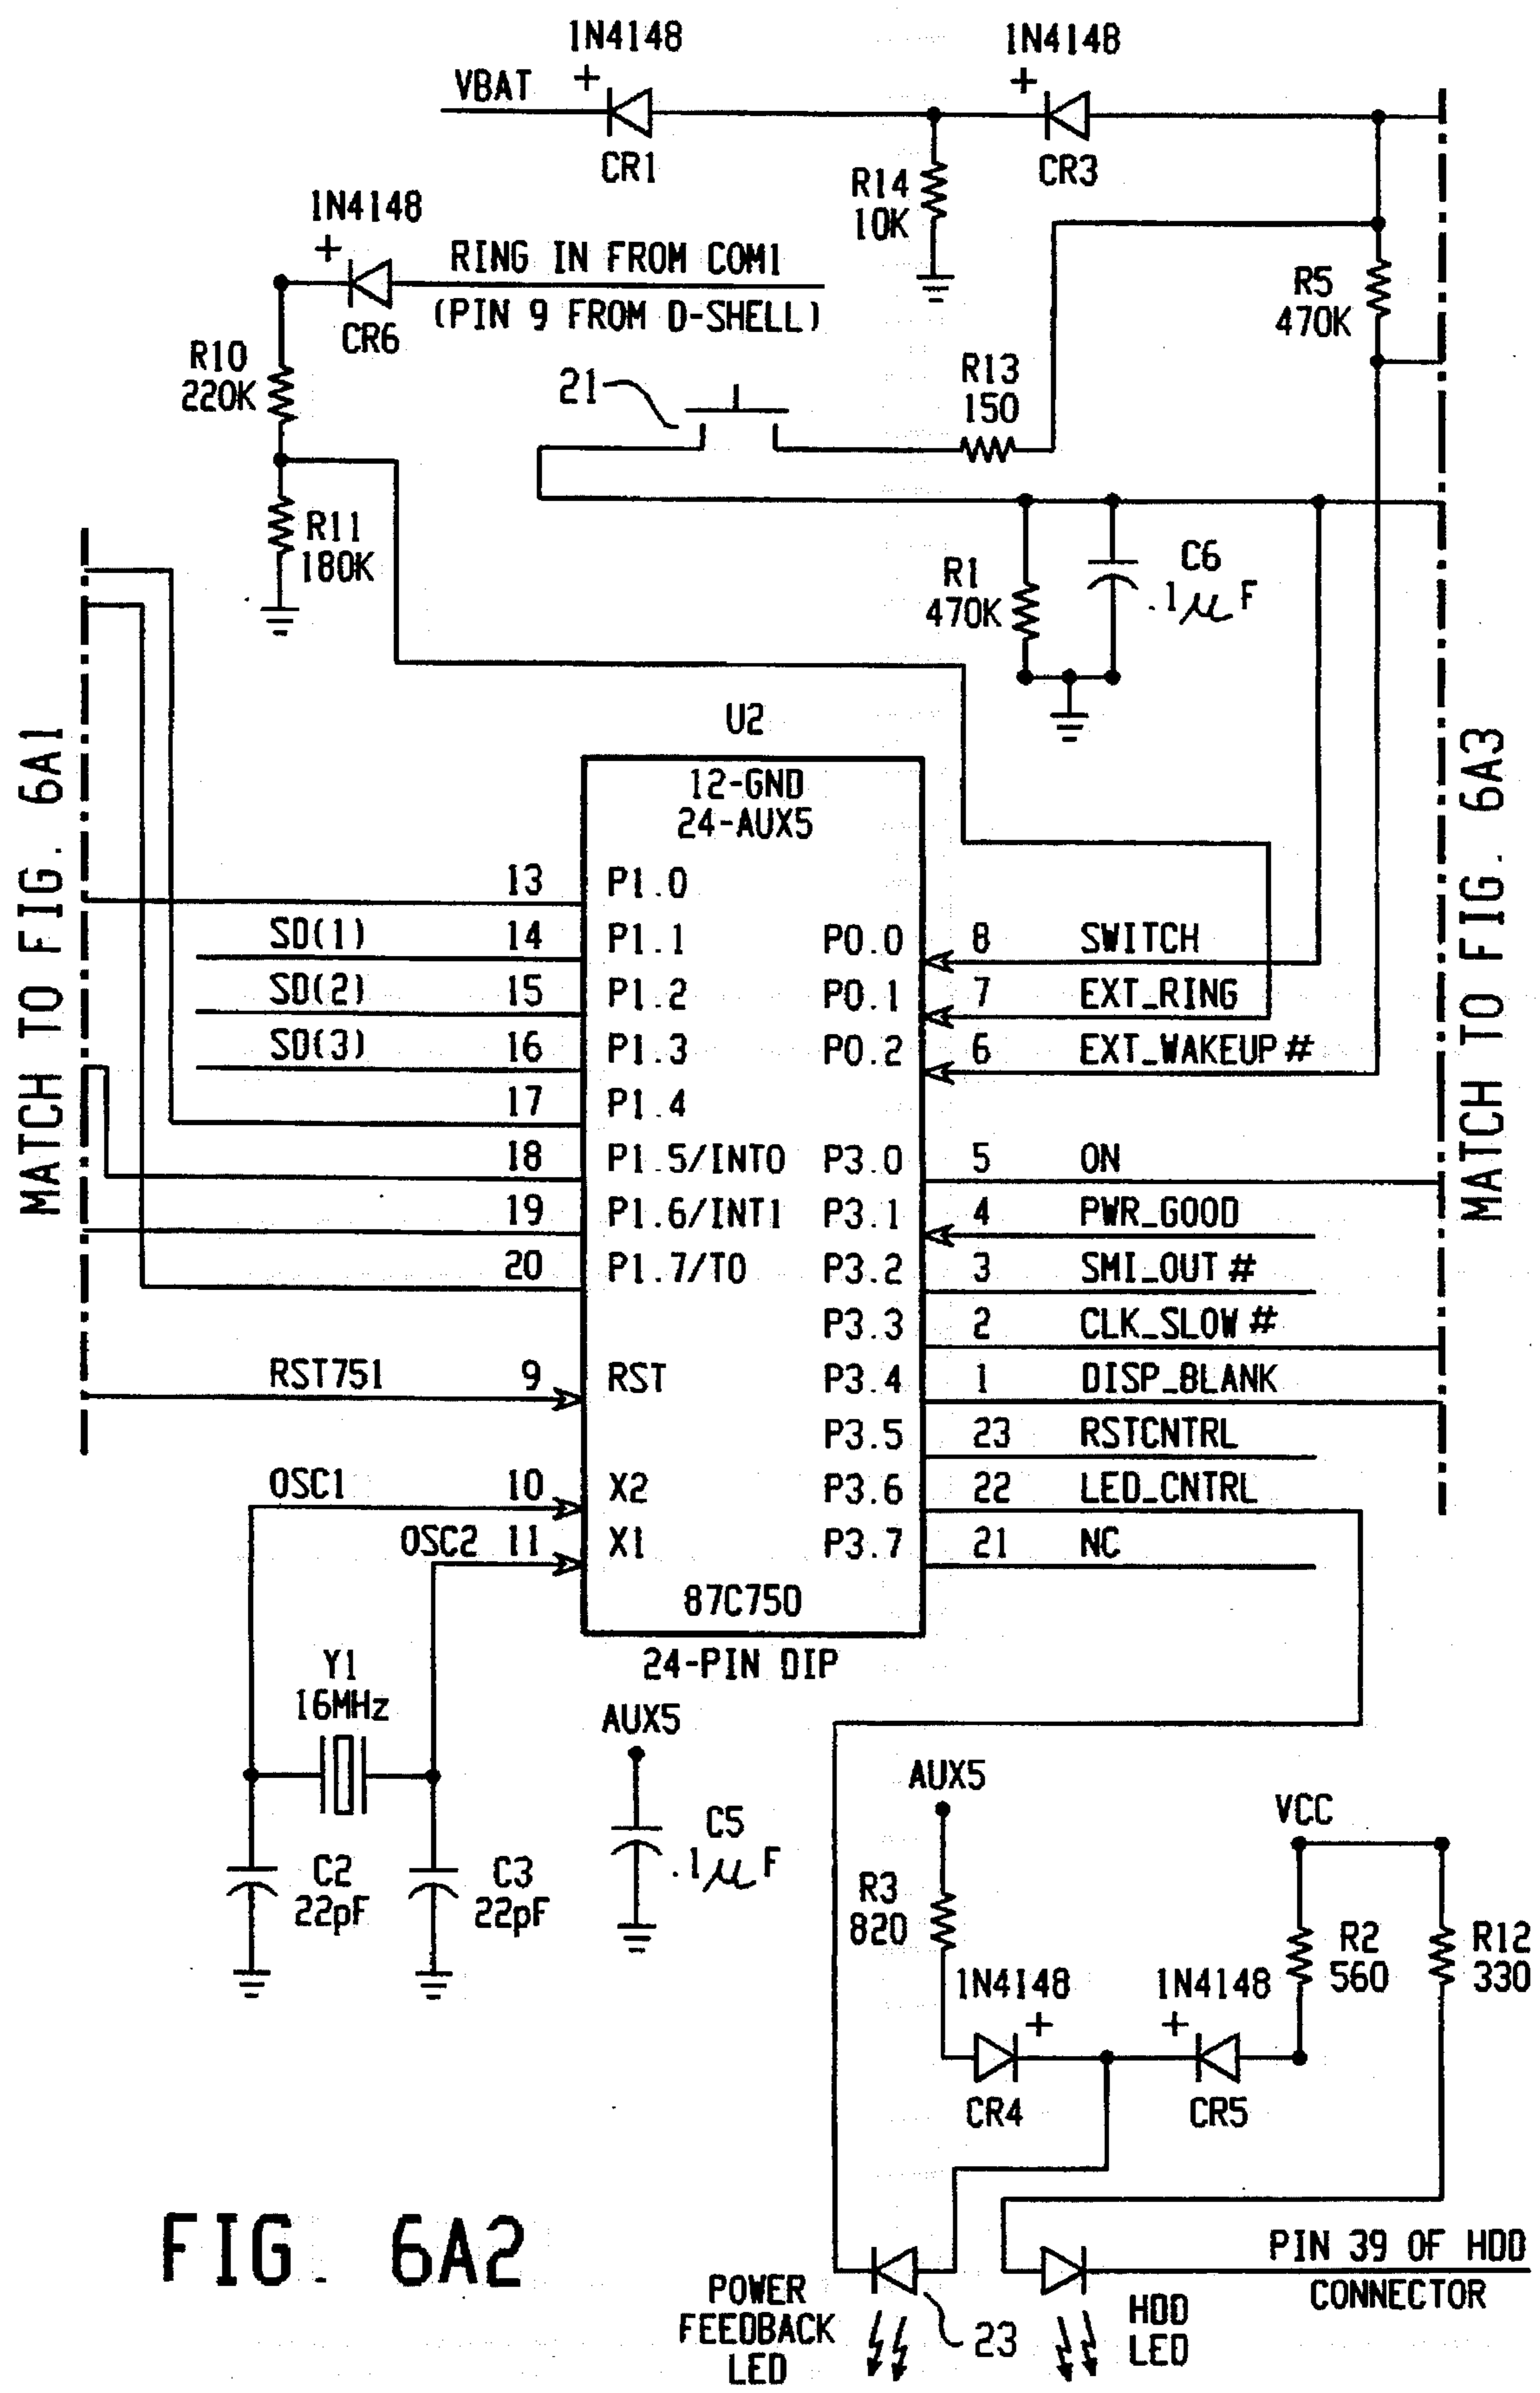 1N4148
1N4148
VBAT
+
+
CR1
CR3
R14
10K
1N4148
+
RING IN FROM COM1
(PIN 9 FROM D-SHELL)
CR6
R5
470K
R10
220K
21
R13
150
R11
180K
R1
470K
C6
.1µF
MATCH TO FIG. 6A1
MATCH TO FIG. 6A3
U2
12-GND
24-AUX5
13 P1.0
SD(1) 14 P1.1 P0.0 8 SWITCH
SD(2) 15 P1.2 P0.1 7 EXT_RING
SD(3) 16 P1.3 P0.2 6 EXT_WAKEUP#
17 P1.4
18 P1.5/INT0 P3.0 5 ON
19 P1.6/INT1 P3.1 4 PWR_GOOD
20 P1.7/T0 P3.2 3 SMI_OUT#
P3.3 2 CLK_SLOW#
RST751 9 RST P3.4 1 DISP_BLANK
P3.5 23 RSTCNTRL
OSC1 10 X2 P3.6 22 LED_CNTRL
OSC2 11 X1 P3.7 21 NC
87C750
24-PIN DIP
Y1
16MHz
AUX5
C5
.1µF
C2
22pF
C3
22pF
AUX5
VCC
R3
820
R2
560
R12
330
1N4148
1N4148
+
+
CR4
CR5
FIG. 6A2
POWER
FEEDBACK
LED
23
HDD
LED
PIN 39 OF HDD
CONNECTOR